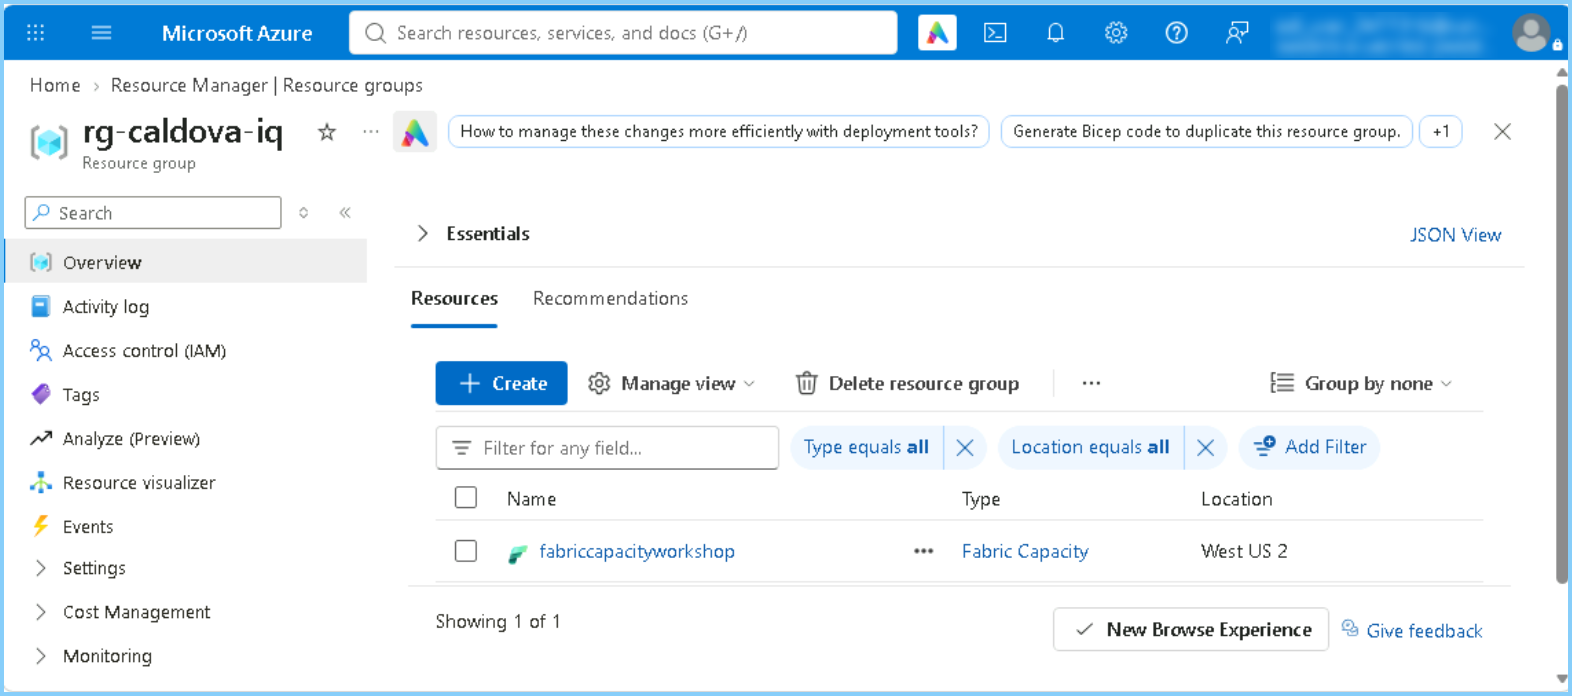 Microsoft Azure
Search resources, services, and docs (G+/)
Home > Resource Manager | Resource groups
rg-caldova-iq
Resource group
How to manage these changes more efficiently with deployment tools?
Generate Bicep code to duplicate this resource group.
+1
Search
Overview
Activity log
Access control (IAM)
Tags
Analyze (Preview)
Resource visualizer
Events
Settings
Cost Management
Monitoring
Essentials
JSON View
Resources Recommendations
Create Manage view Delete resource group ... Group by none
Filter for any field... Type equals all Location equals all Add Filter
Name Type Location
fabriccapacityworkshop ... Fabric Capacity West US 2
Showing 1 of 1
New Browse Experience Give feedback